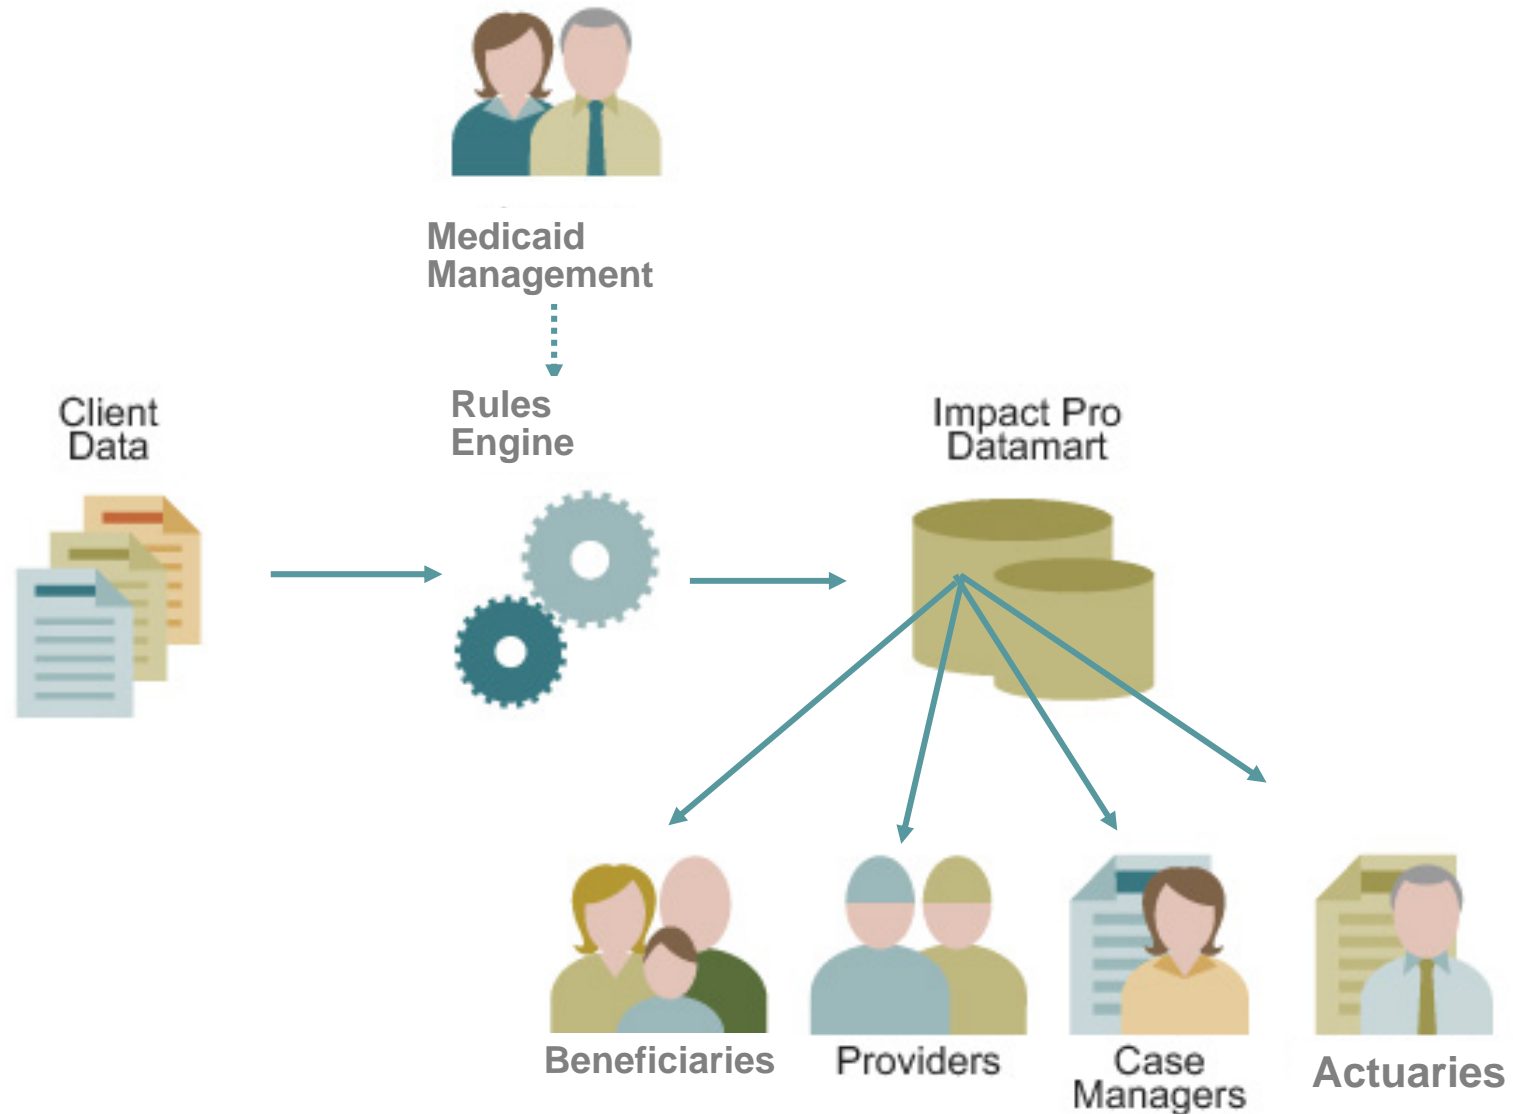 Medicaid
Management
Rules
Engine
Client
Data
Impact Pro
Datamart
Beneficiaries
Providers
Case
Managers
Actuaries